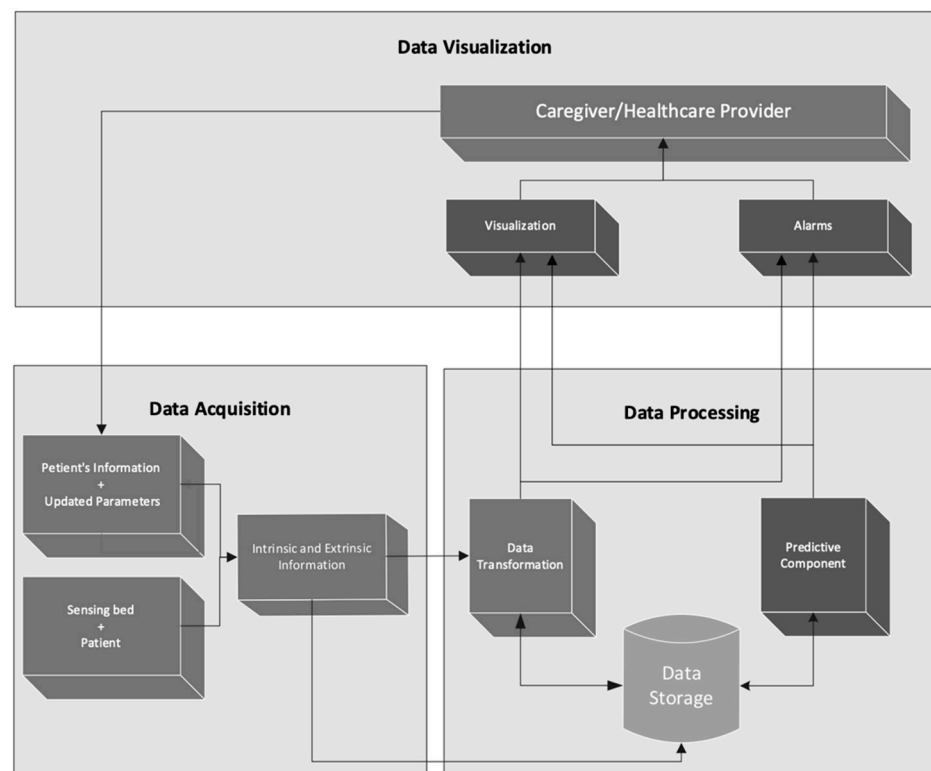 Data Visualization
Caregiver/Healthcare Provider
Visualization
Alarms
Data Acquisition
Petient's Information
+
Updated Parameters
Intrinsic and Extrinsic
Information
Sensing bed
+
Patient
Data Processing
Data
Transformation
Predictive
Component
Data
Storage